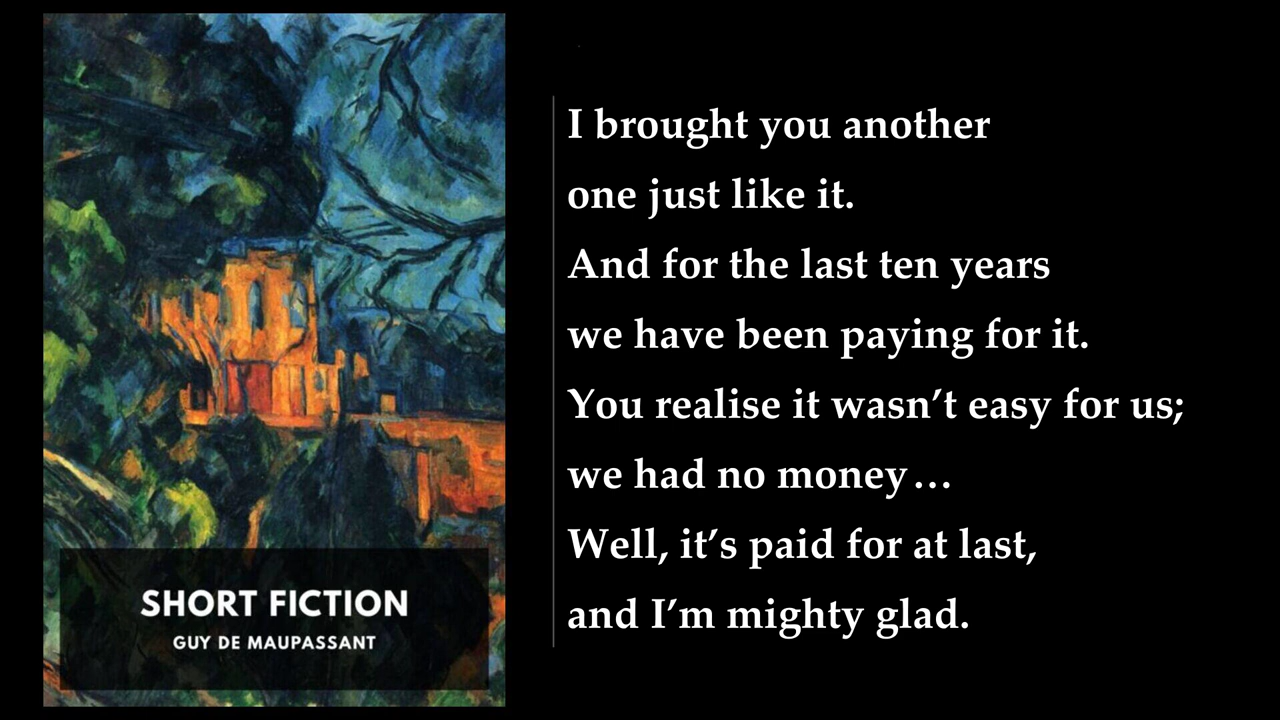 SHORT FICTION
GUY DE MAUPASSANT
I brought you another
one just like it.
And for the last ten years
we have been paying for it.
You realise it wasn’t easy for us;
we had no money…
Well, it’s paid for at last,
and I’m mighty glad.